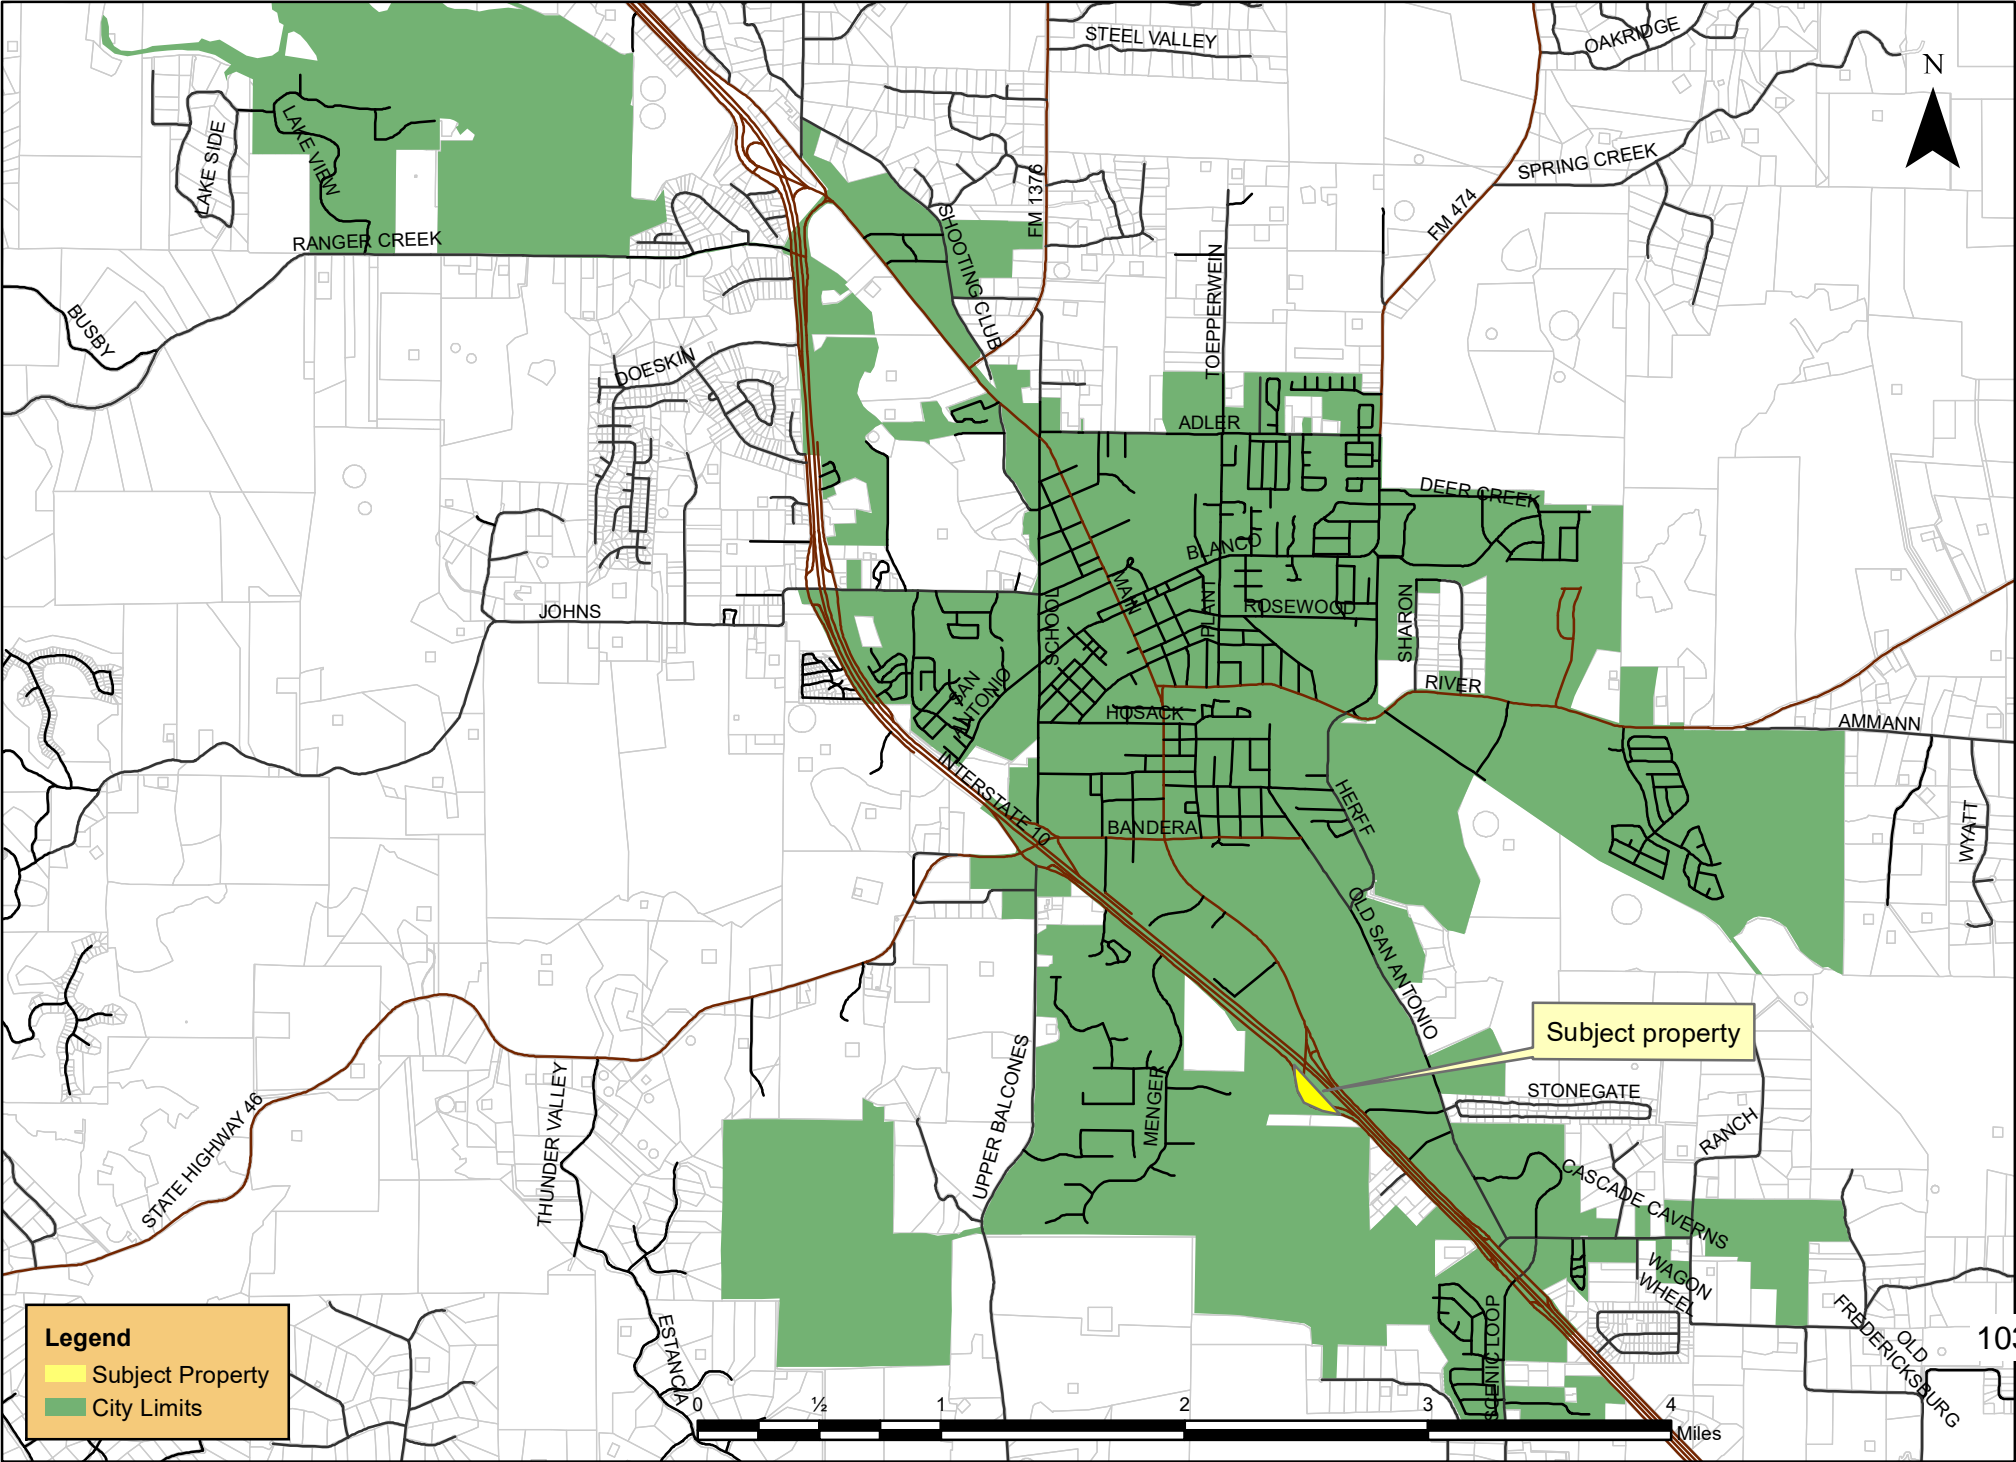 STEEL VALLEY
OAKRIDGE
N
LAKE SIDE
LAKE VIEW
FM 1376
SPRING CREEK
FM 474
RANGER CREEK
SHOOTING CLUB
TOEPPERWEIN
BUSBY
DOESKIN
ADLER
DEER CREEK
BLANCO
MAIN
PLANT
ROSEWOOD
SHARON
JOHNS
SCHOOL
SAN
ANTONIO
RIVER
HOSACK
AMMANN
INTERSTATE 10
HERFF
BANDERA
WYATT
OLD SAN ANTONIO
Subject property
STONEGATE
RANCH
UPPER BALCONES
MENGER
THUNDER VALLEY
STATE HIGHWAY 46
CASCADE CAVERNS
WAGON
WHEEL
ESTANCIA
SCENIC LOOP
OLD
FREDERICKSBURG
103
Legend
Subject Property
City Limits
0 ½ 1 2 3 4
Miles